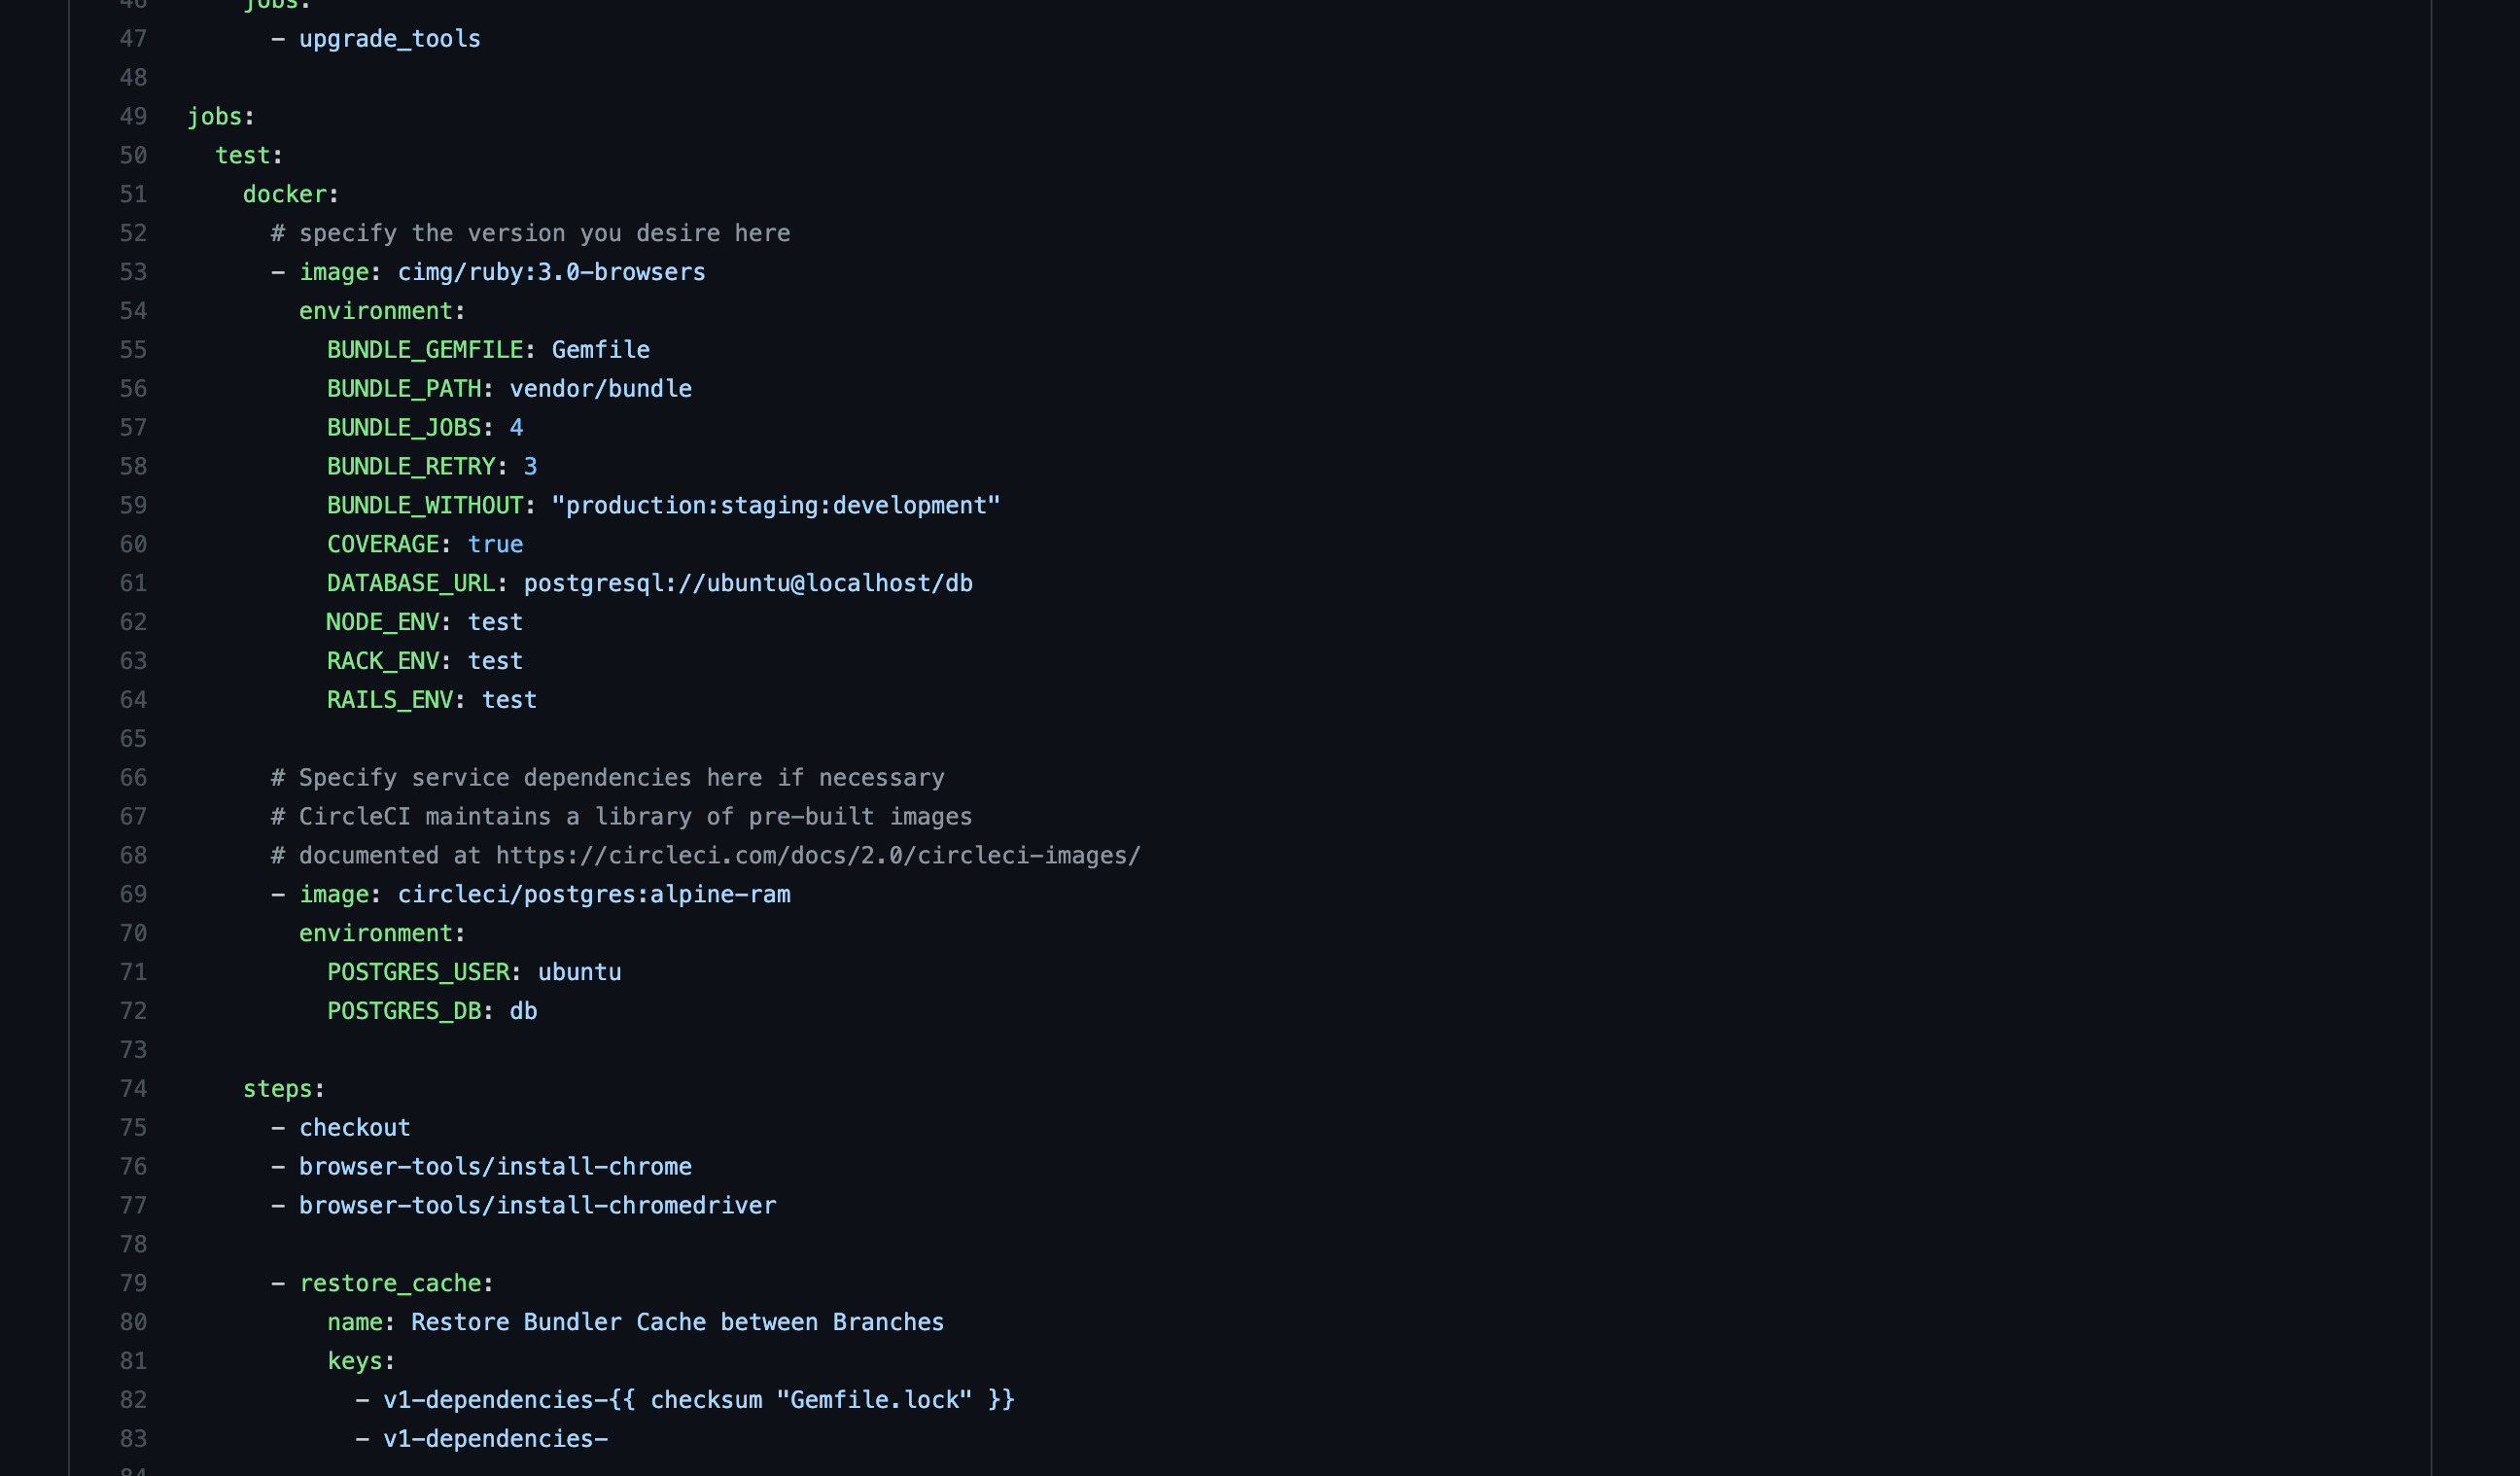 46 jobs:
47 - upgrade_tools
48
49 jobs:
50 test:
51 docker:
52 # specify the version you desire here
53 - image: cimg/ruby:3.0-browsers
54 environment:
55 BUNDLE_GEMFILE: Gemfile
56 BUNDLE_PATH: vendor/bundle
57 BUNDLE_JOBS: 4
58 BUNDLE_RETRY: 3
59 BUNDLE_WITHOUT: "production:staging:development"
60 COVERAGE: true
61 DATABASE_URL: postgresql://ubuntu@localhost/db
62 NODE_ENV: test
63 RACK_ENV: test
64 RAILS_ENV: test
65
66 # Specify service dependencies here if necessary
67 # CircleCI maintains a library of pre-built images
68 # documented at https://circleci.com/docs/2.0/circleci-images/
69 - image: circleci/postgres:alpine-ram
70 environment:
71 POSTGRES_USER: ubuntu
72 POSTGRES_DB: db
73
74 steps:
75 - checkout
76 - browser-tools/install-chrome
77 - browser-tools/install-chromedriver
78
79 - restore_cache:
80 name: Restore Bundler Cache between Branches
81 keys:
82 - v1-dependencies-{{ checksum "Gemfile.lock" }}
83 - v1-dependencies-
84